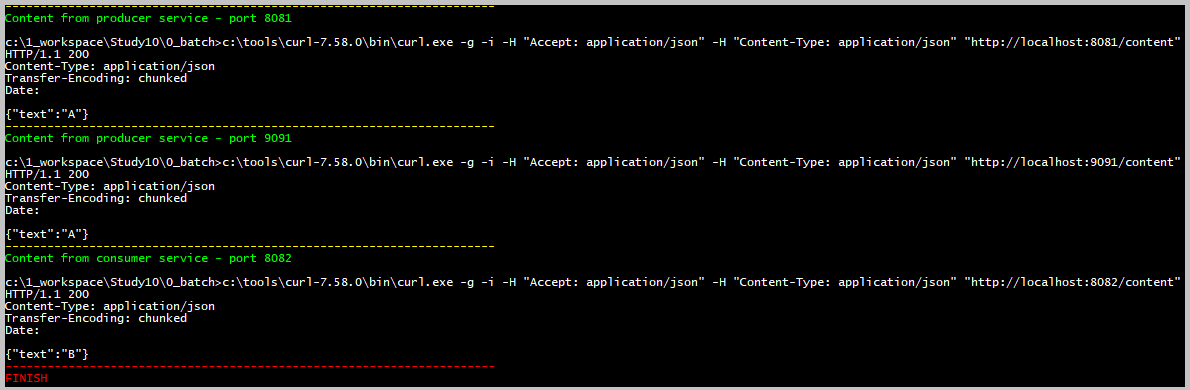 ----------------------------------------------------------------------
Content from producer service - port 8081
c:\1_workspace\Study10\0_batch>c:\tools\curl-7.58.0\bin\curl.exe -g -i -H "Accept: application/json" -H "Content-Type: application/json" "http://localhost:8081/content"
HTTP/1.1 200
Content-Type: application/json
Transfer-Encoding: chunked
Date:
{"text":"A"}
----------------------------------------------------------------------
Content from producer service - port 9091
c:\1_workspace\Study10\0_batch>c:\tools\curl-7.58.0\bin\curl.exe -g -i -H "Accept: application/json" -H "Content-Type: application/json" "http://localhost:9091/content"
HTTP/1.1 200
Content-Type: application/json
Transfer-Encoding: chunked
Date:
{"text":"A"}
----------------------------------------------------------------------
Content from consumer service - port 8082
c:\1_workspace\Study10\0_batch>c:\tools\curl-7.58.0\bin\curl.exe -g -i -H "Accept: application/json" -H "Content-Type: application/json" "http://localhost:8082/content"
HTTP/1.1 200
Content-Type: application/json
Transfer-Encoding: chunked
Date:
{"text":"B"}
----------------------------------------------------------------------
FINISH